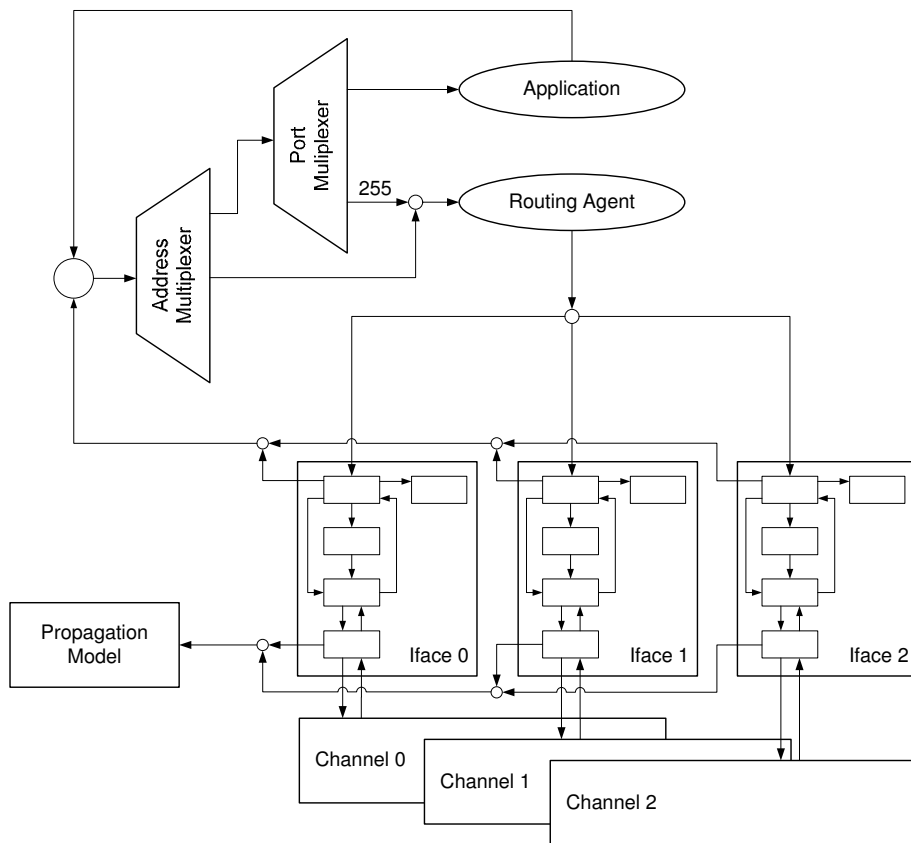 Application
Port
Muliplexer
255
Routing Agent
Address
Multiplexer
Propagation
Model
Iface 0
Iface 1
Iface 2
Channel 0
Channel 1
Channel 2